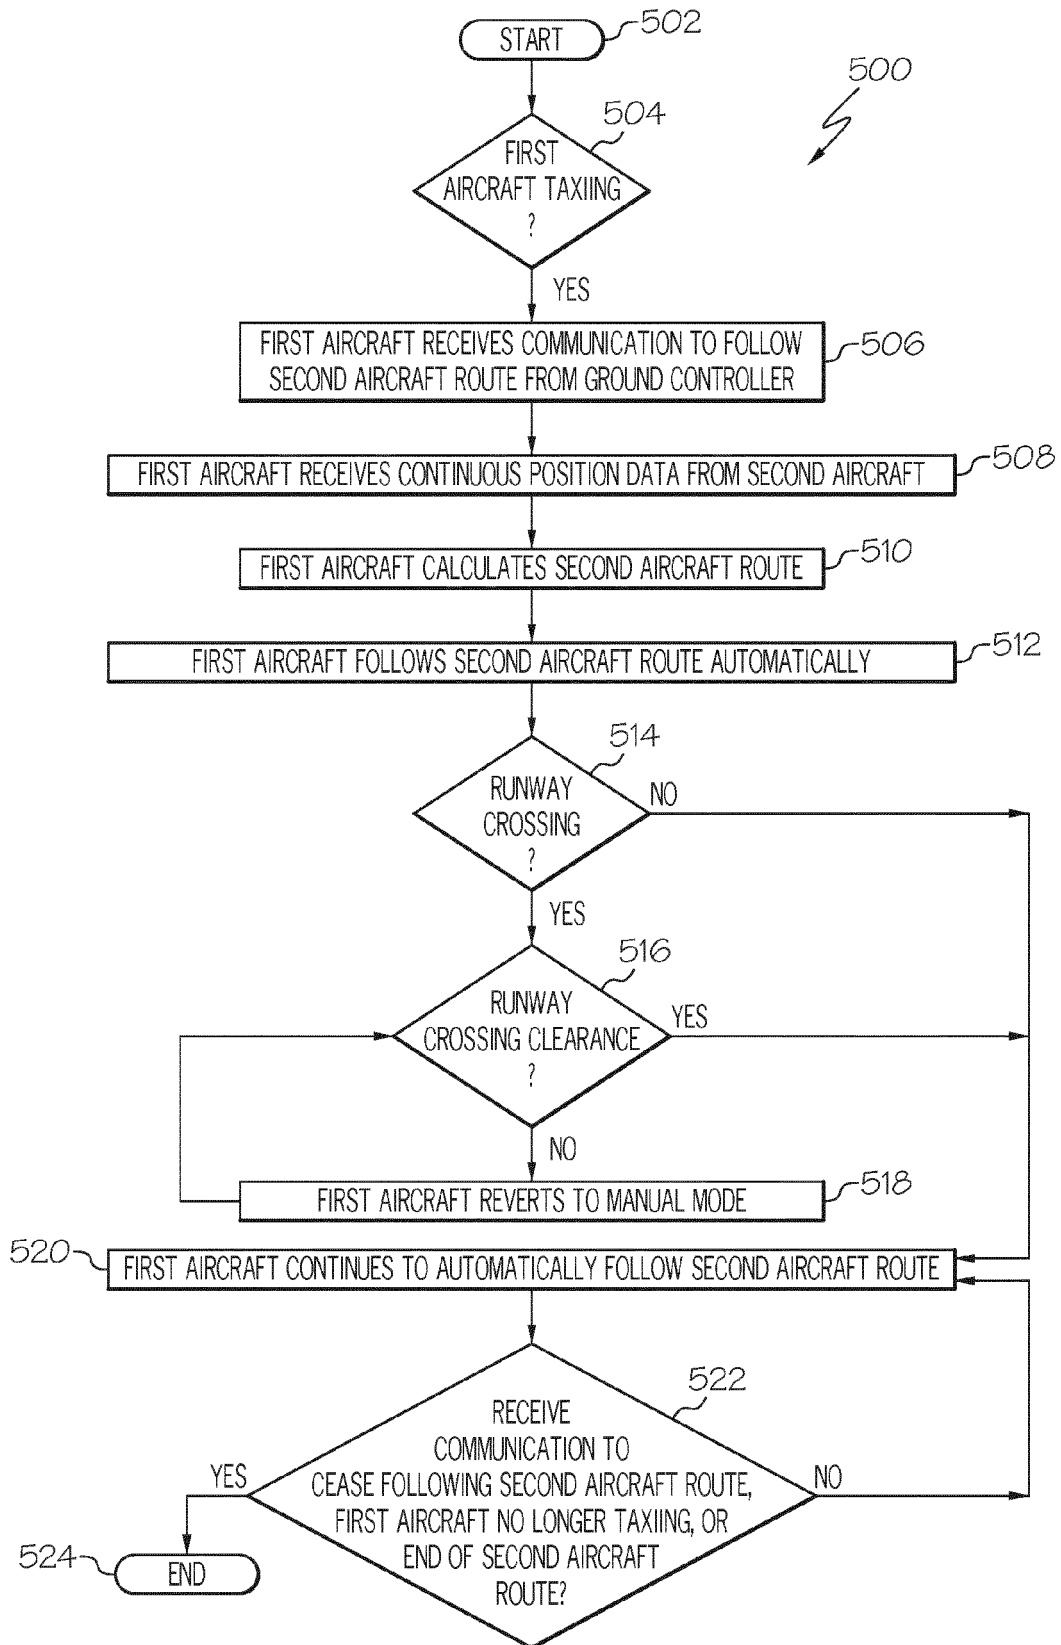 START
502
500
504
FIRST
AIRCRAFT TAXIING
?
YES
FIRST AIRCRAFT RECEIVES COMMUNICATION TO FOLLOW
SECOND AIRCRAFT ROUTE FROM GROUND CONTROLLER
506
FIRST AIRCRAFT RECEIVES CONTINUOUS POSITION DATA FROM SECOND AIRCRAFT
508
FIRST AIRCRAFT CALCULATES SECOND AIRCRAFT ROUTE
510
FIRST AIRCRAFT FOLLOWS SECOND AIRCRAFT ROUTE AUTOMATICALLY
512
514
RUNWAY
CROSSING
?
NO
YES
516
RUNWAY
CROSSING CLEARANCE
?
YES
NO
FIRST AIRCRAFT REVERTS TO MANUAL MODE
518
520
FIRST AIRCRAFT CONTINUES TO AUTOMATICALLY FOLLOW SECOND AIRCRAFT ROUTE
522
RECEIVE
COMMUNICATION TO
CEASE FOLLOWING SECOND AIRCRAFT ROUTE,
FIRST AIRCRAFT NO LONGER TAXIING, OR
END OF SECOND AIRCRAFT
ROUTE?
YES
NO
524
END